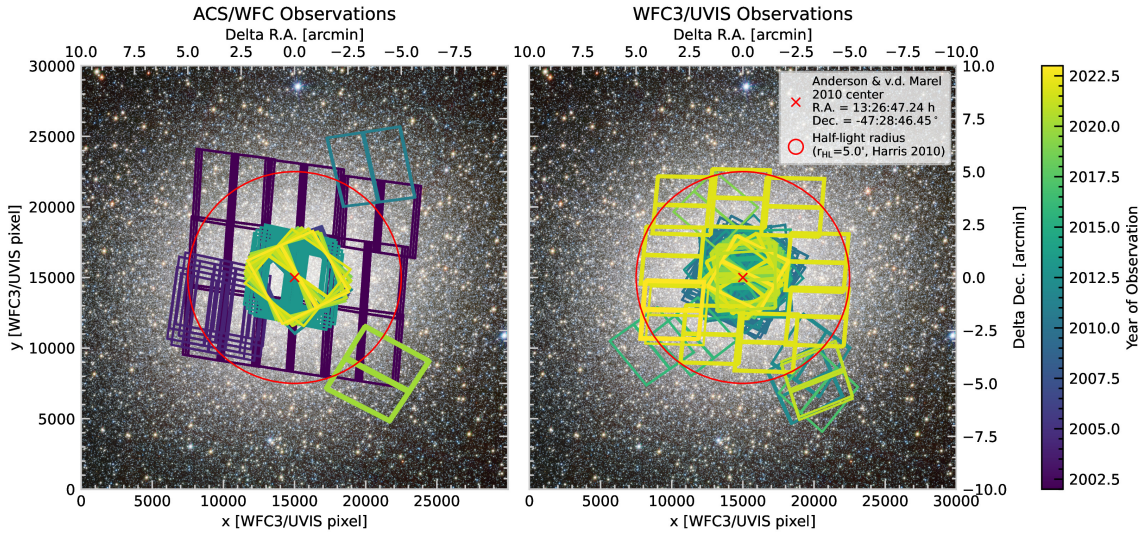 ACS/WFC Observations
Delta R.A. [arcmin]
10.0 7.5 5.0 2.5 0.0 −2.5 −5.0 −7.5
30000
25000
20000
15000
10000
5000
0
y [WFC3/UVIS pixel]
0 5000 10000 15000 20000 25000
x [WFC3/UVIS pixel]
WFC3/UVIS Observations
Delta R.A. [arcmin]
10.0 7.5 5.0 2.5 0.0 −2.5 −5.0 −7.5 −10.0
Anderson & v.d. Marel
2010 center
R.A. = 13:26:47.24 h
Dec. = -47:28:46.45°
Half-light radius
(rHL=5.0', Harris 2010)
10.0
7.5
5.0
2.5
0.0
−2.5
−5.0
−7.5
−10.0
Delta Dec. [arcmin]
0 5000 10000 15000 20000 25000 30000
x [WFC3/UVIS pixel]
2022.5
2020.0
2017.5
2015.0
2012.5
2010.0
2007.5
2005.0
2002.5
Year of Observation